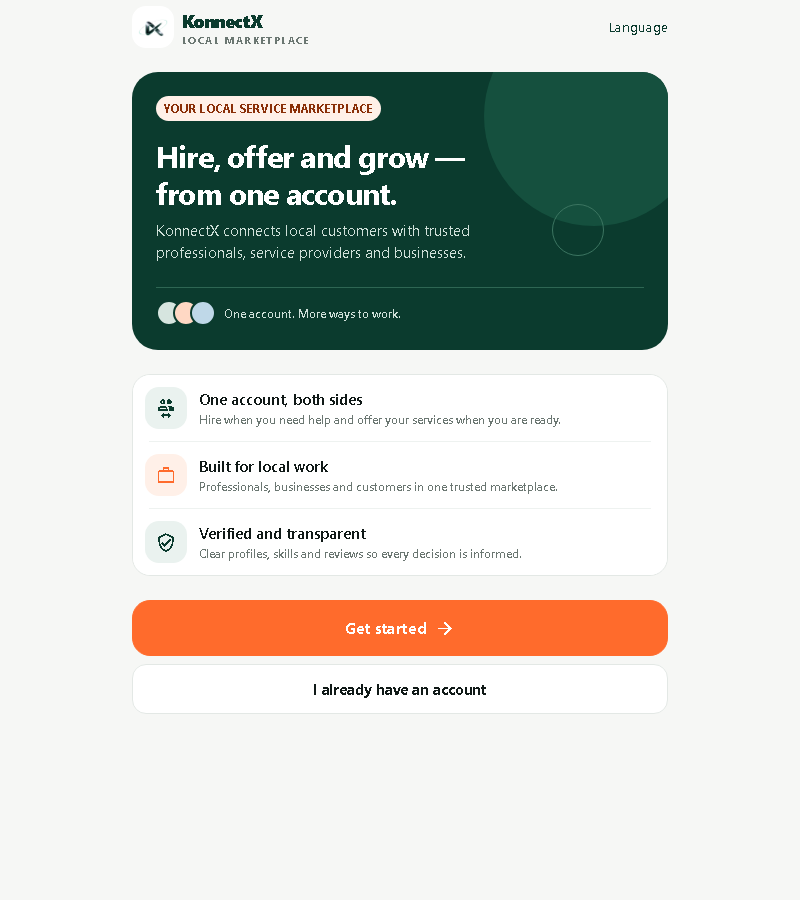 KonnectX
LOCAL MARKETPLACE
Language
YOUR LOCAL SERVICE MARKETPLACE
Hire, offer and grow —
from one account.
KonnectX connects local customers with trusted
professionals, service providers and businesses.
One account. More ways to work.
One account, both sides
Hire when you need help and offer your services when you are ready.
Built for local work
Professionals, businesses and customers in one trusted marketplace.
Verified and transparent
Clear profiles, skills and reviews so every decision is informed.
Get started →
I already have an account